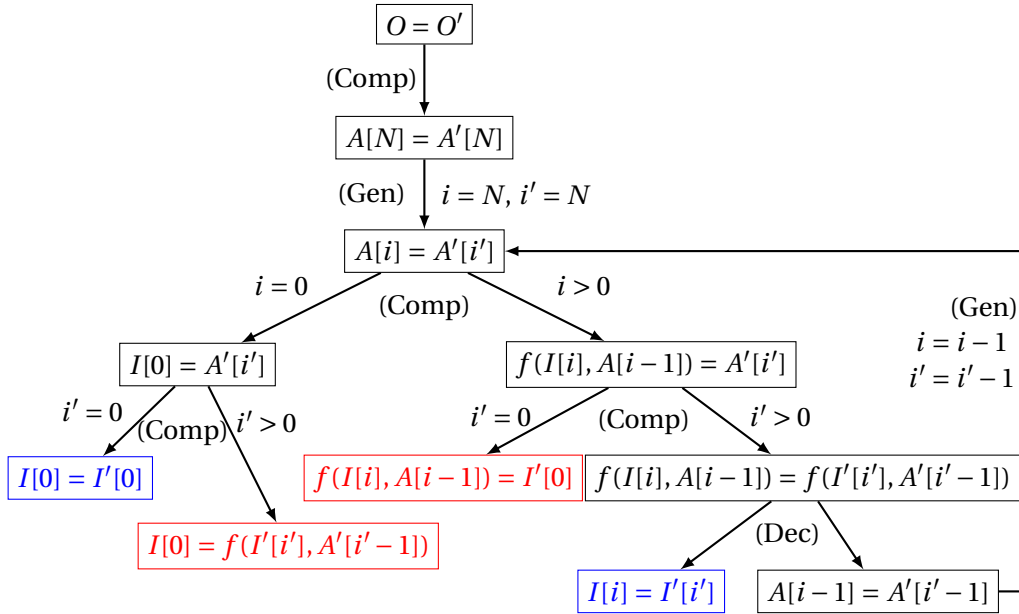 O = O′
(Comp)
A[N] = A′[N]
(Gen) i = N, i′ = N
A[i] = A′[i′]
i = 0 (Comp) i > 0
(Gen)
i = i − 1
i′ = i′ − 1
I[0] = A′[i′] f(I[i], A[i−1]) = A′[i′]
i′ = 0 (Comp) i′ > 0 i′ = 0 (Comp) i′ > 0
I[0] = I′[0] f(I[i], A[i−1]) = I′[0] f(I[i], A[i−1]) = f(I′[i′], A′[i′−1])
I[0] = f(I′[i′], A′[i′−1])
(Dec)
I[i] = I′[i′] A[i−1] = A′[i′−1]